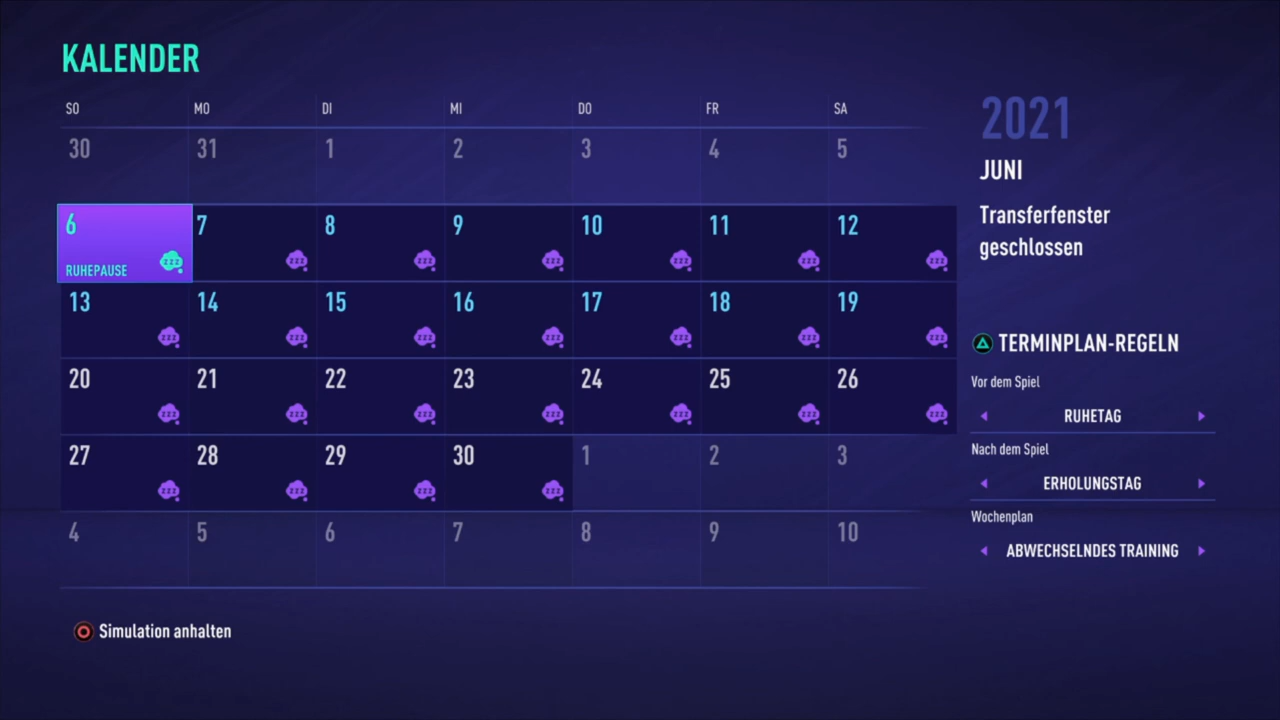 KALENDER
SO MO DI MI DO FR SA
30 31 1 2 3 4 5
6 7 8 9 10 11 12
RUHEPAUSE
13 14 15 16 17 18 19
20 21 22 23 24 25 26
27 28 29 30 1 2 3
4 5 6 7 8 9 10
Simulation anhalten
2021
JUNI
Transferfenster
geschlossen
TERMINPLAN-REGELN
Vor dem Spiel
RUHETAG
Nach dem Spiel
ERHOLUNGSTAG
Wochenplan
ABWECHSELNDES TRAINING